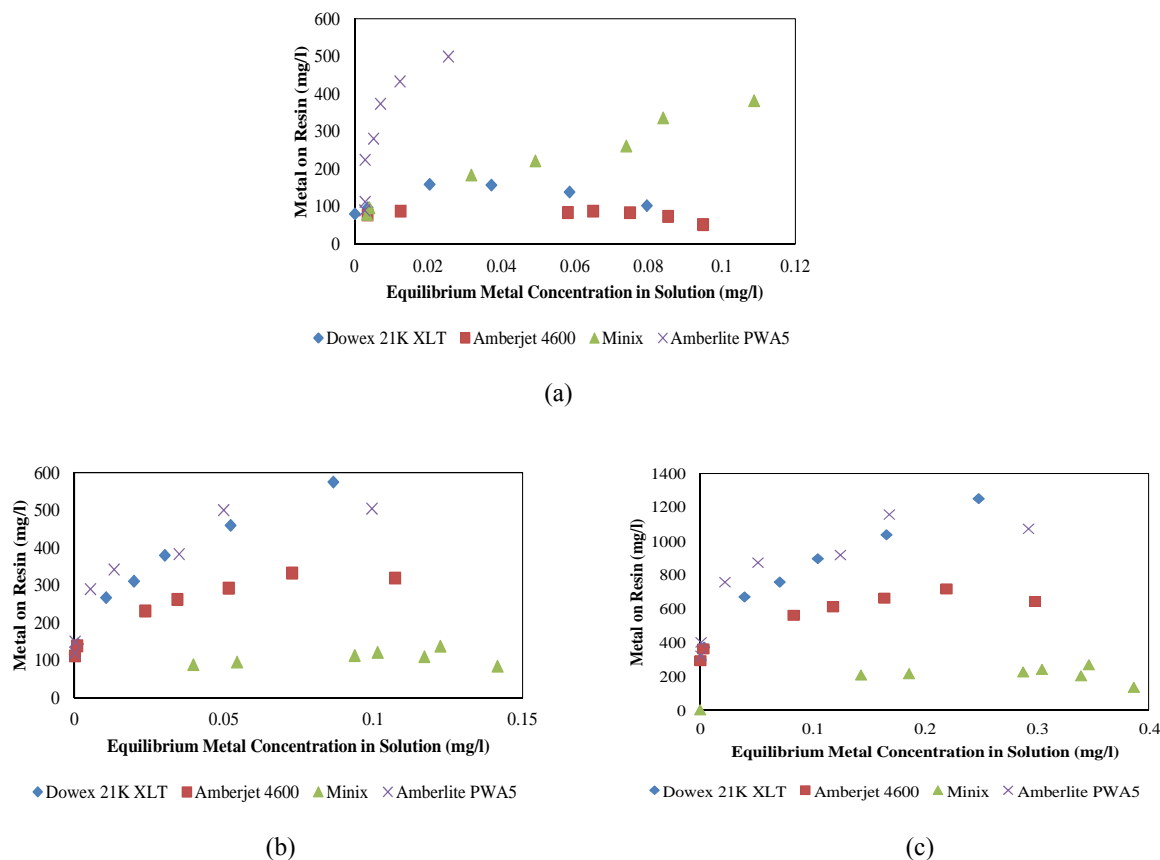 600
500
400
300
200
100
0
Metal on Resin (mg/l)
0 0.02 0.04 0.06 0.08 0.1 0.12
Equilibrium Metal Concentration in Solution (mg/l)
Dowex 21K XLT Amberjet 4600 Minix Amberlite PWA5
(a)
600
500
400
300
200
100
0
Metal on Resin (mg/l)
0 0.05 0.1 0.15
Equilibrium Metal Concentration in Solution (mg/l)
Dowex 21K XLT Amberjet 4600 Minix Amberlite PWA5
(b)
1400
1200
1000
800
600
400
200
0
Metal on Resin (mg/l)
0 0.1 0.2 0.3 0.4
Equilibrium Metal Concentration in Solution (mg/l)
Dowex 21K XLT Amberjet 4600 Minix Amberlite PWA5
(c)